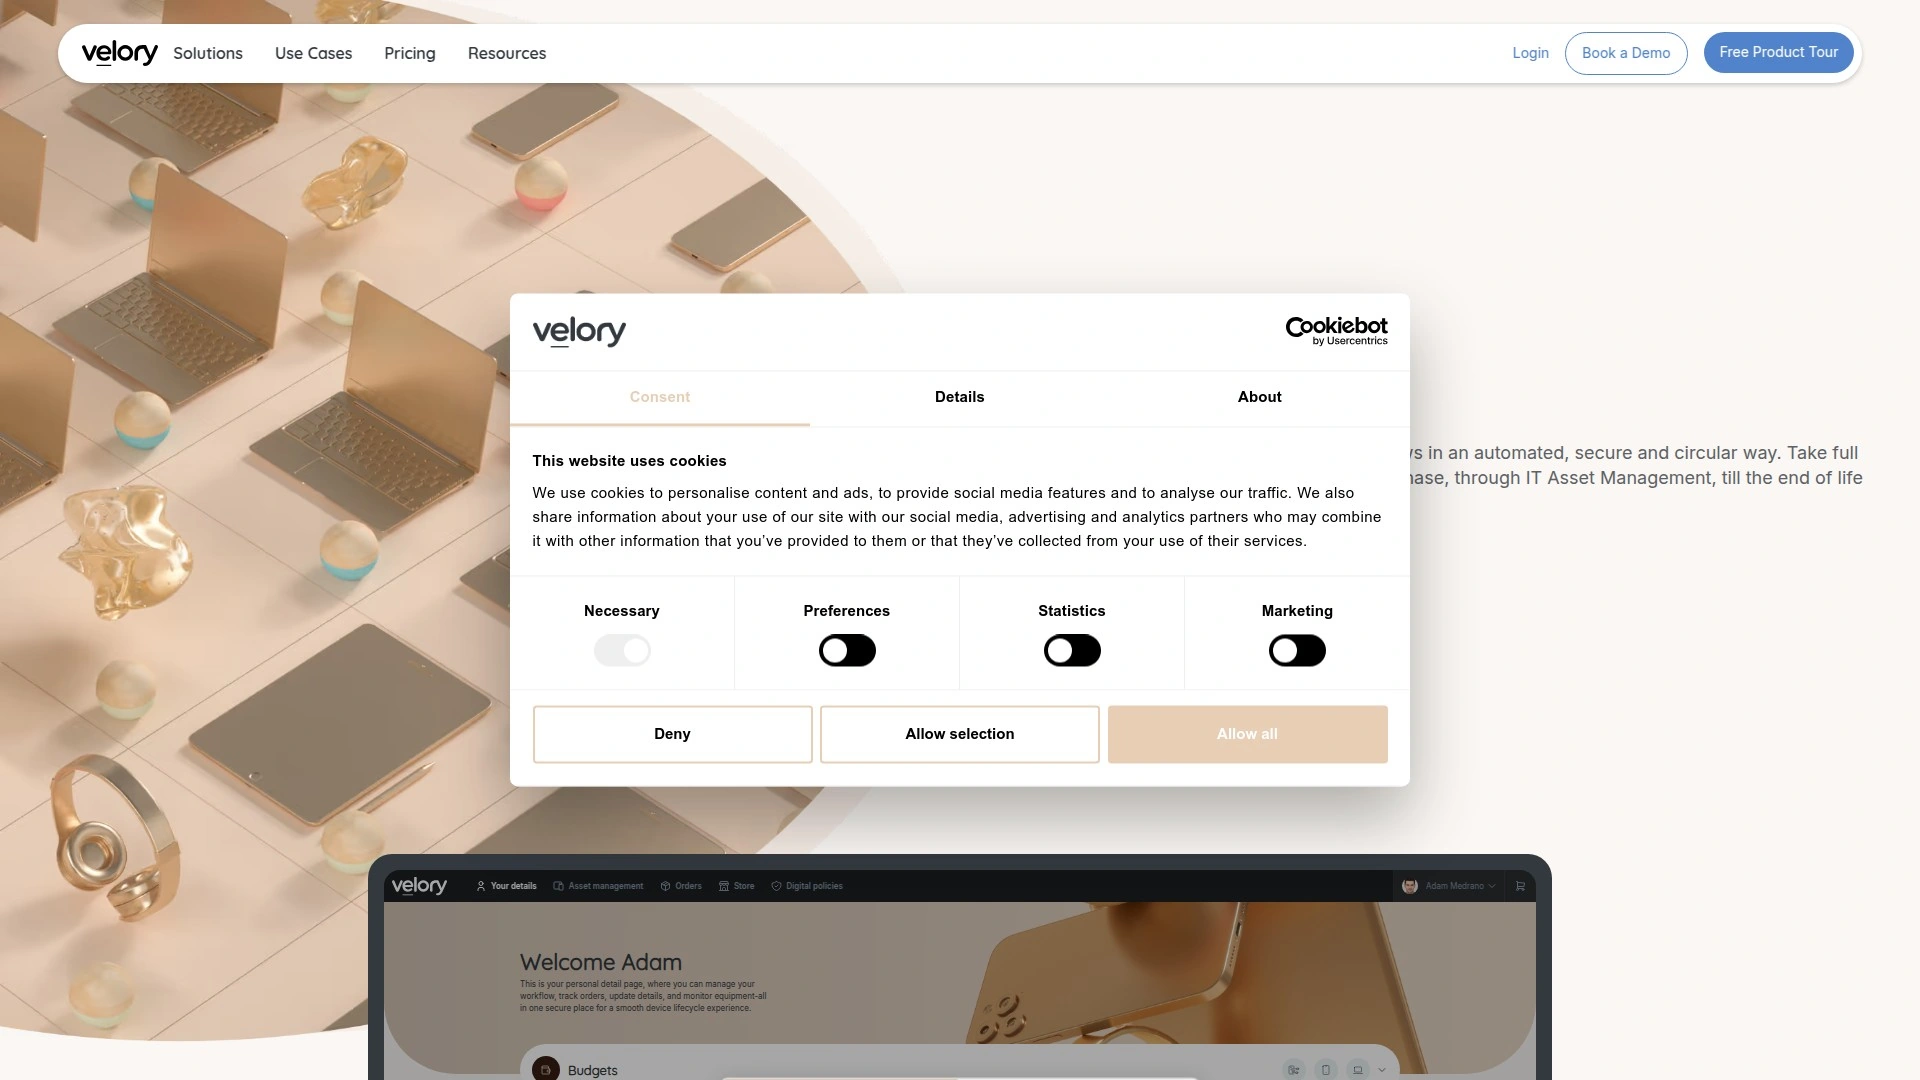 velory
Solutions
Use Cases
Pricing
Resources
Login
Book a Demo
Free Product Tour
velory
Cookiebot
by Usercentrics
Consent
Details
About
This website uses cookies
We use cookies to personalise content and ads, to provide social media features and to analyse our traffic. We also
share information about your use of our site with our social media, advertising and analytics partners who may combine
it with other information that you’ve provided to them or that they’ve collected from your use of their services.
in an automated, secure and circular way. Take full
through IT Asset Management, till the end of life
Necessary
Preferences
Statistics
Marketing
Deny
Allow selection
Allow all
velory
Your details
Asset management
Orders
Store
Digital policies
Adam Medrano
Welcome Adam
This is your personal detail page, where you can manage your
workflow, track orders, update details, and monitor equipment-all
in one secure place for a smooth device lifecycle experience.
Budgets